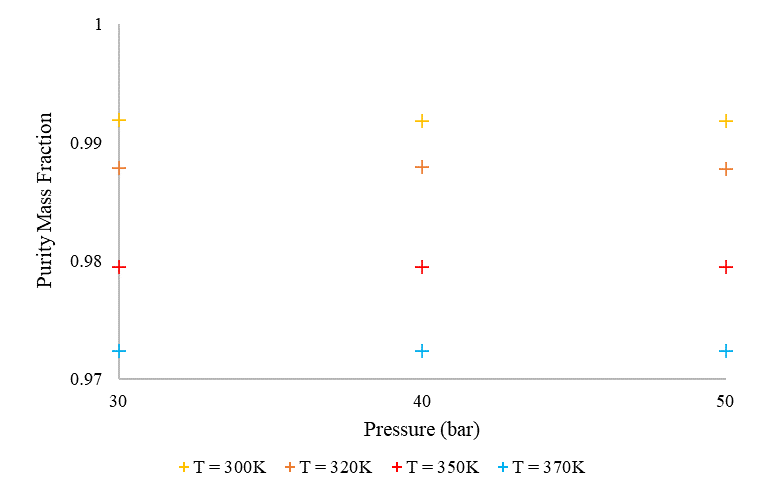 1
0.99
0.98
0.97
Purity Mass Fraction
30 40 50
Pressure (bar)
T = 300K T = 320K T = 350K T = 370K